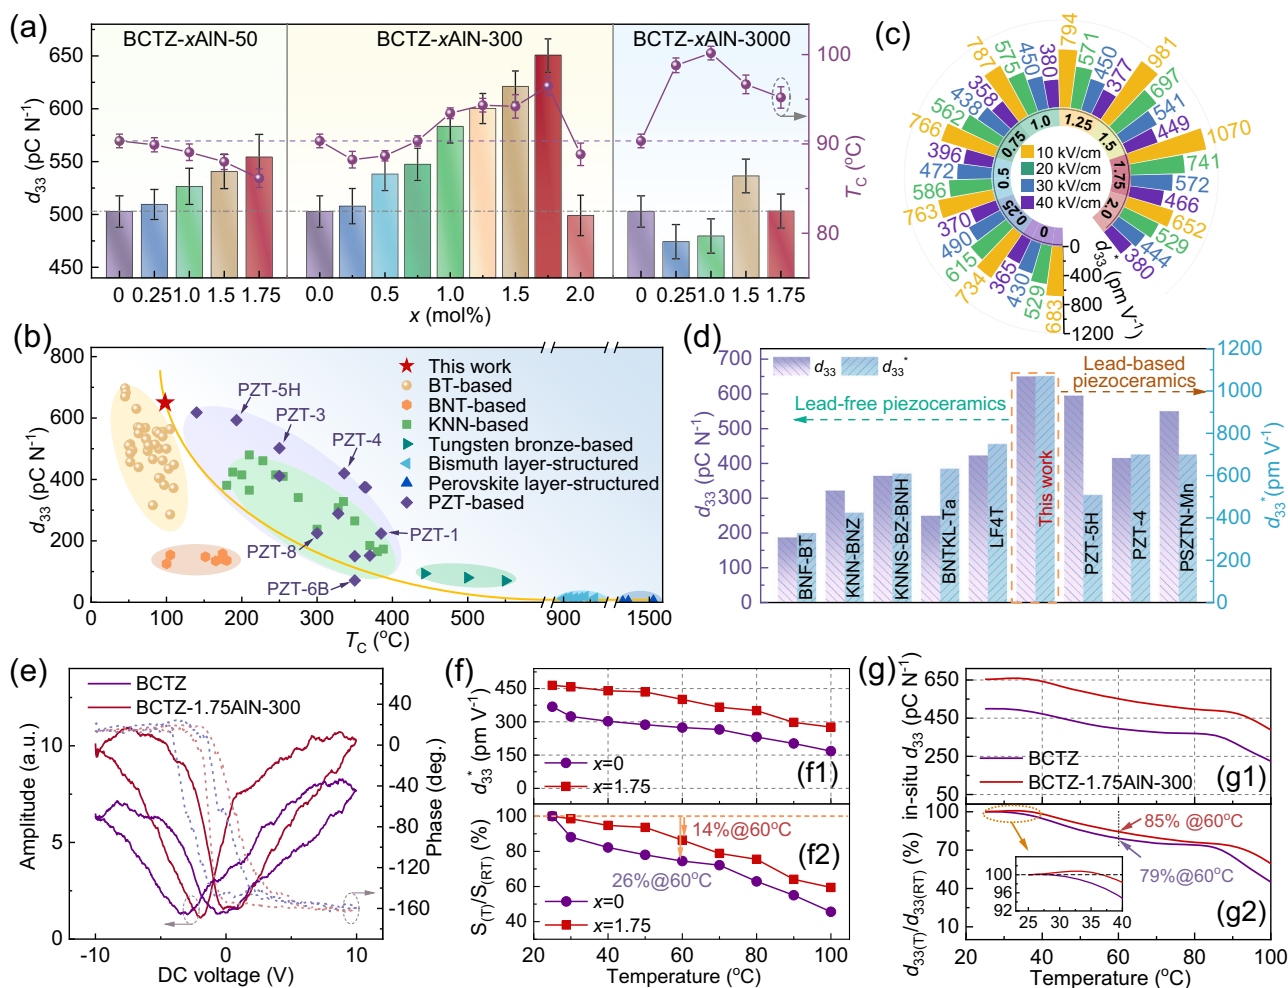 (a)
BCTZ-xAlN-50
BCTZ-xAlN-300
BCTZ-xAlN-3000
650
600
550
500
450
d33 (pC N-1)
100
90
80
TC (°C)
0 0.25 1.0 1.5 1.75
0.0 0.5 1.0 1.5 2.0
0 0.25 1.0 1.5 1.75
x (mol%)
(c)
683 529 430 365
734 615 490 370
763 586 472 396
766 562 438 358
787 575 450 380
794 571 450 377
981 697 541 449
1070 741 572 466
652 529 444 380
0 0.25 0.5 0.75 1.0 1.25 1.5 1.75 2.0
10 kV/cm
20 kV/cm
30 kV/cm
40 kV/cm
0
400
800
1200
d33* (pm V-1)
(b)
800
600
400
200
0
d33 (pC N-1)
This work
BT-based
BNT-based
KNN-based
Tungsten bronze-based
Bismuth layer-structured
Perovskite layer-structured
PZT-based
PZT-5H
PZT-3
PZT-4
PZT-8
PZT-1
PZT-6B
0 100 200 300 400 500 900 1500
TC (°C)
(d)
d33 d33*
Lead-based
piezoceramics
Lead-free piezoceramics
700
600
500
400
300
200
100
0
d33 (pC N-1)
1200
1000
800
600
400
200
0
d33* (pm V-1)
BNF-BT
KNN-BNZ
KNNS-BZ-BNH
BNTKL-Ta
LF4T
This work
PZT-5H
PZT-4
PSZTN-Mn
(e)
BCTZ
BCTZ-1.75AlN-300
15
10
5
0
Amplitude (a.u.)
40
0
-40
-80
-120
-160
Phase (deg.)
-10 -5 0 5 10
DC voltage (V)
(f)
450
300
150
0
d33* (pm V-1)
x=0
x=1.75
(f1)
100
80
60
40
S(T)/S(RT) (%)
14%@60°C
26%@60°C
x=0
x=1.75
(f2)
20 40 60 80 100
Temperature (°C)
(g)
650
450
250
50
in-situ d33 (pC N-1)
BCTZ
BCTZ-1.75AlN-300
(g1)
100
80
60
40
20
0
d33(T)/d33(RT) (%)
85% @60°C
79%@60°C
100
96
92
25 30 35 40
(g2)
20 40 60 80 100
Temperature (°C)